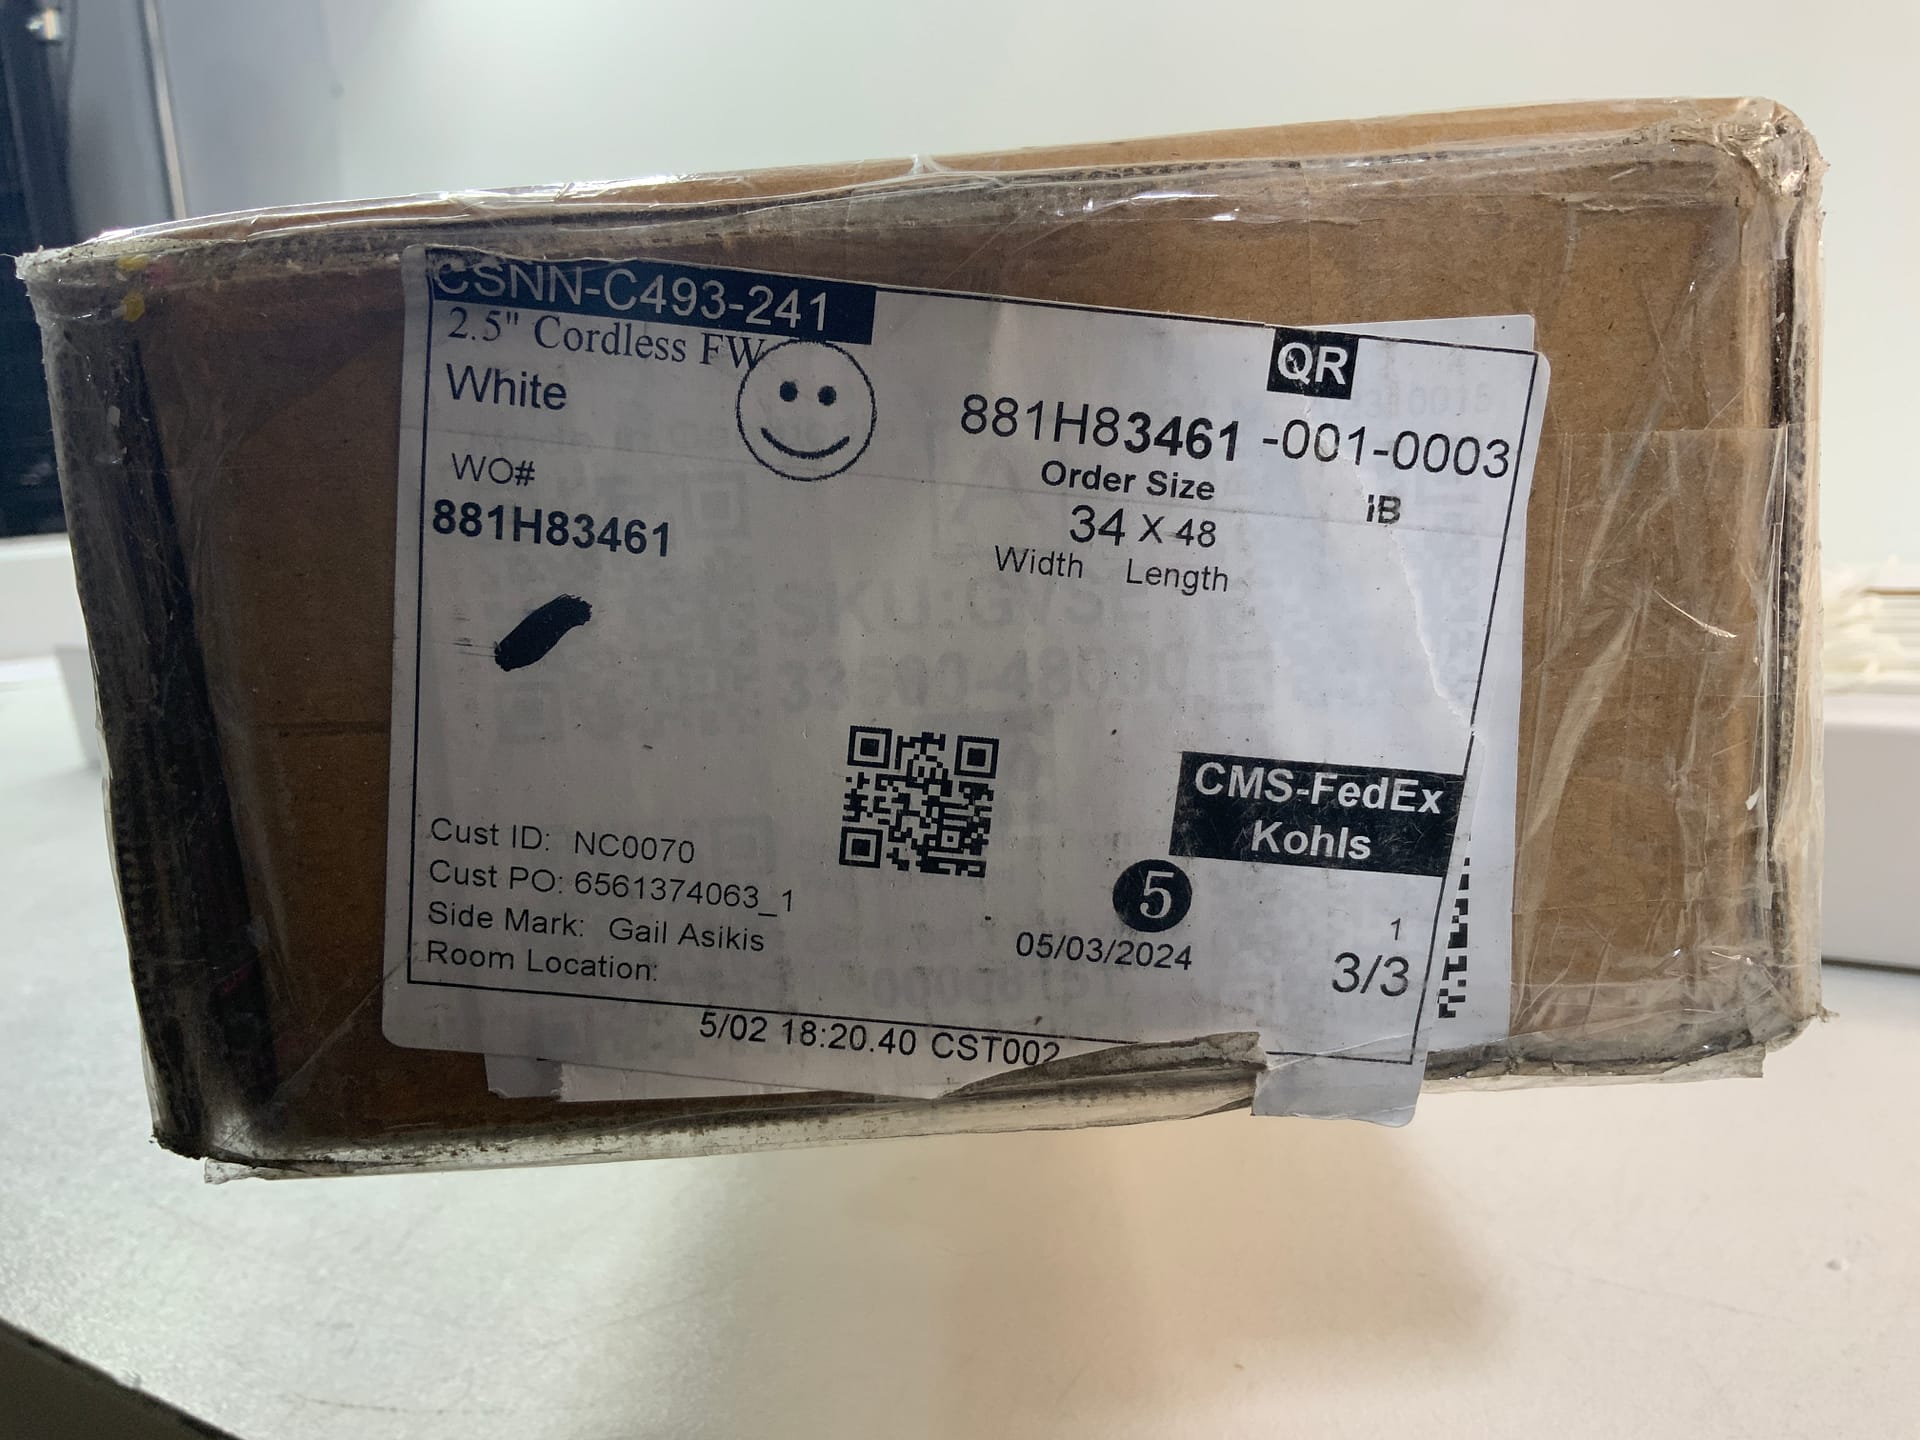 CSNN-C493-241
2.5" Cordless FW
White
QR
881H83461 -001-0003
Order Size
IB
34 X 48
Width Length
WO#
881H83461
CMS-FedEx
Kohls
5
05/03/2024
1
3/3
Cust ID: NC0070
Cust PO: 6561374063_1
Side Mark: Gail Asikis
Room Location:
5/02 18:20.40 CST002